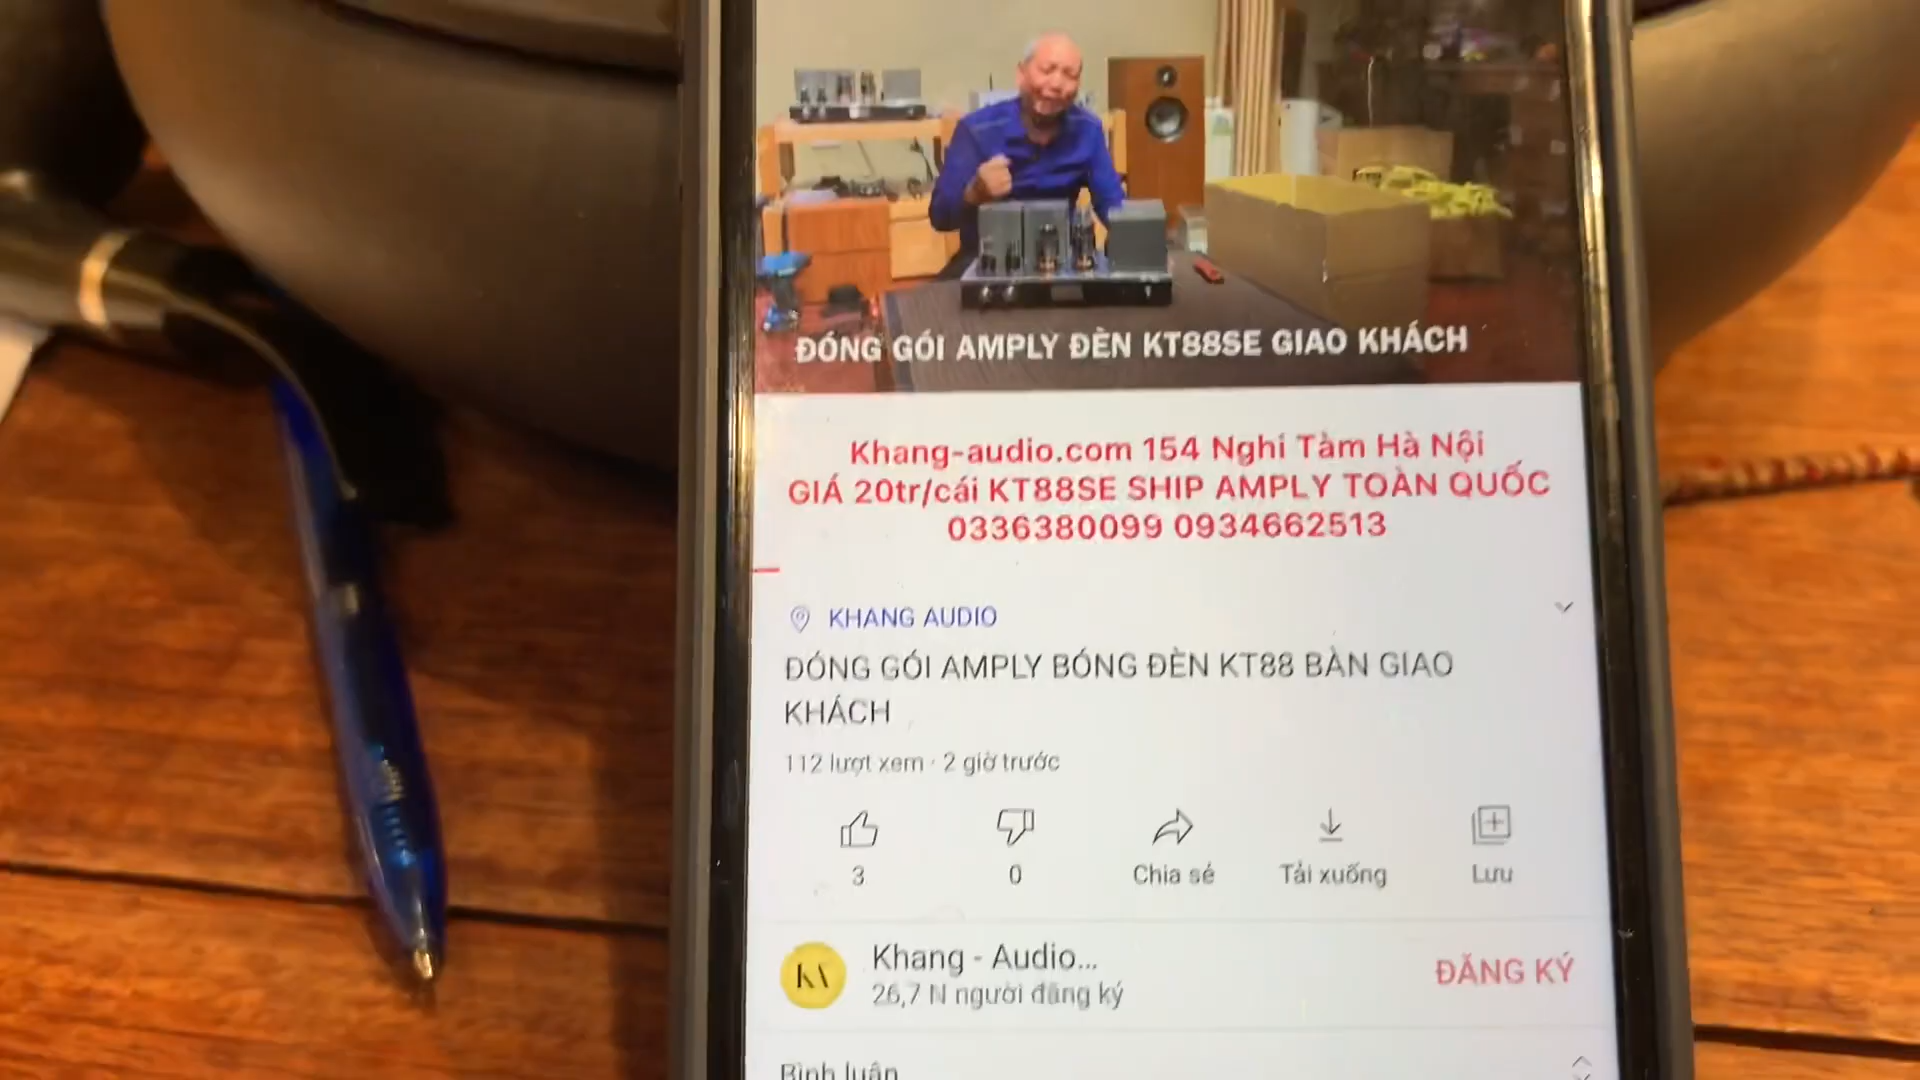 ĐÓNG GÓI AMPLY ĐÈN KT88SE GIAO KHÁCH
Khang-audio.com 154 Nghi Tàm Hà Nội
GIÁ 20tr/cái KT88SE SHIP AMPLY TOÀN QUỐC
0336380099 0934662513
KHANG AUDIO
ĐÓNG GÓI AMPLY BÓNG ĐÈN KT88 BÀN GIAO
KHÁCH
112 lượt xem · 2 giờ trước
3
0
Chia sẻ
Tải xuống
Lưu
Khang - Audio...
26,7 N người đăng ký
ĐĂNG KÝ
Bình luận